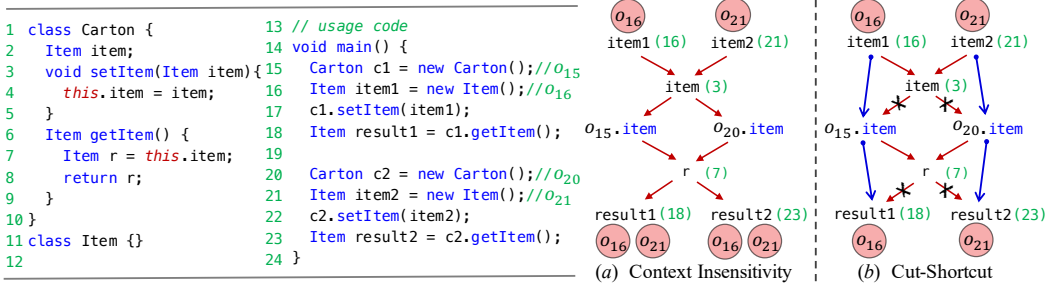 1 class Carton {
2 Item item;
3 void setItem(Item item){
4 this.item = item;
5 }
6 Item getItem() {
7 Item r = this.item;
8 return r;
9 }
10 }
11 class Item {}
12
13 // usage code
14 void main() {
15 Carton c1 = new Carton();//o15
16 Item item1 = new Item();//o16
17 c1.setItem(item1);
18 Item result1 = c1.getItem();
19
20 Carton c2 = new Carton();//o20
21 Item item2 = new Item();//o21
22 c2.setItem(item2);
23 Item result2 = c2.getItem();
24 }
o16 o21
item1 (16) item2 (21)
item (3)
o15.item o20.item
r (7)
result1 (18) result2 (23)
o16 o21 o16 o21
(a) Context Insensitivity
o16 o21
item1 (16) item2 (21)
item (3)
o15.item o20.item
r (7)
result1 (18) result2 (23)
o16 o21
(b) Cut-Shortcut